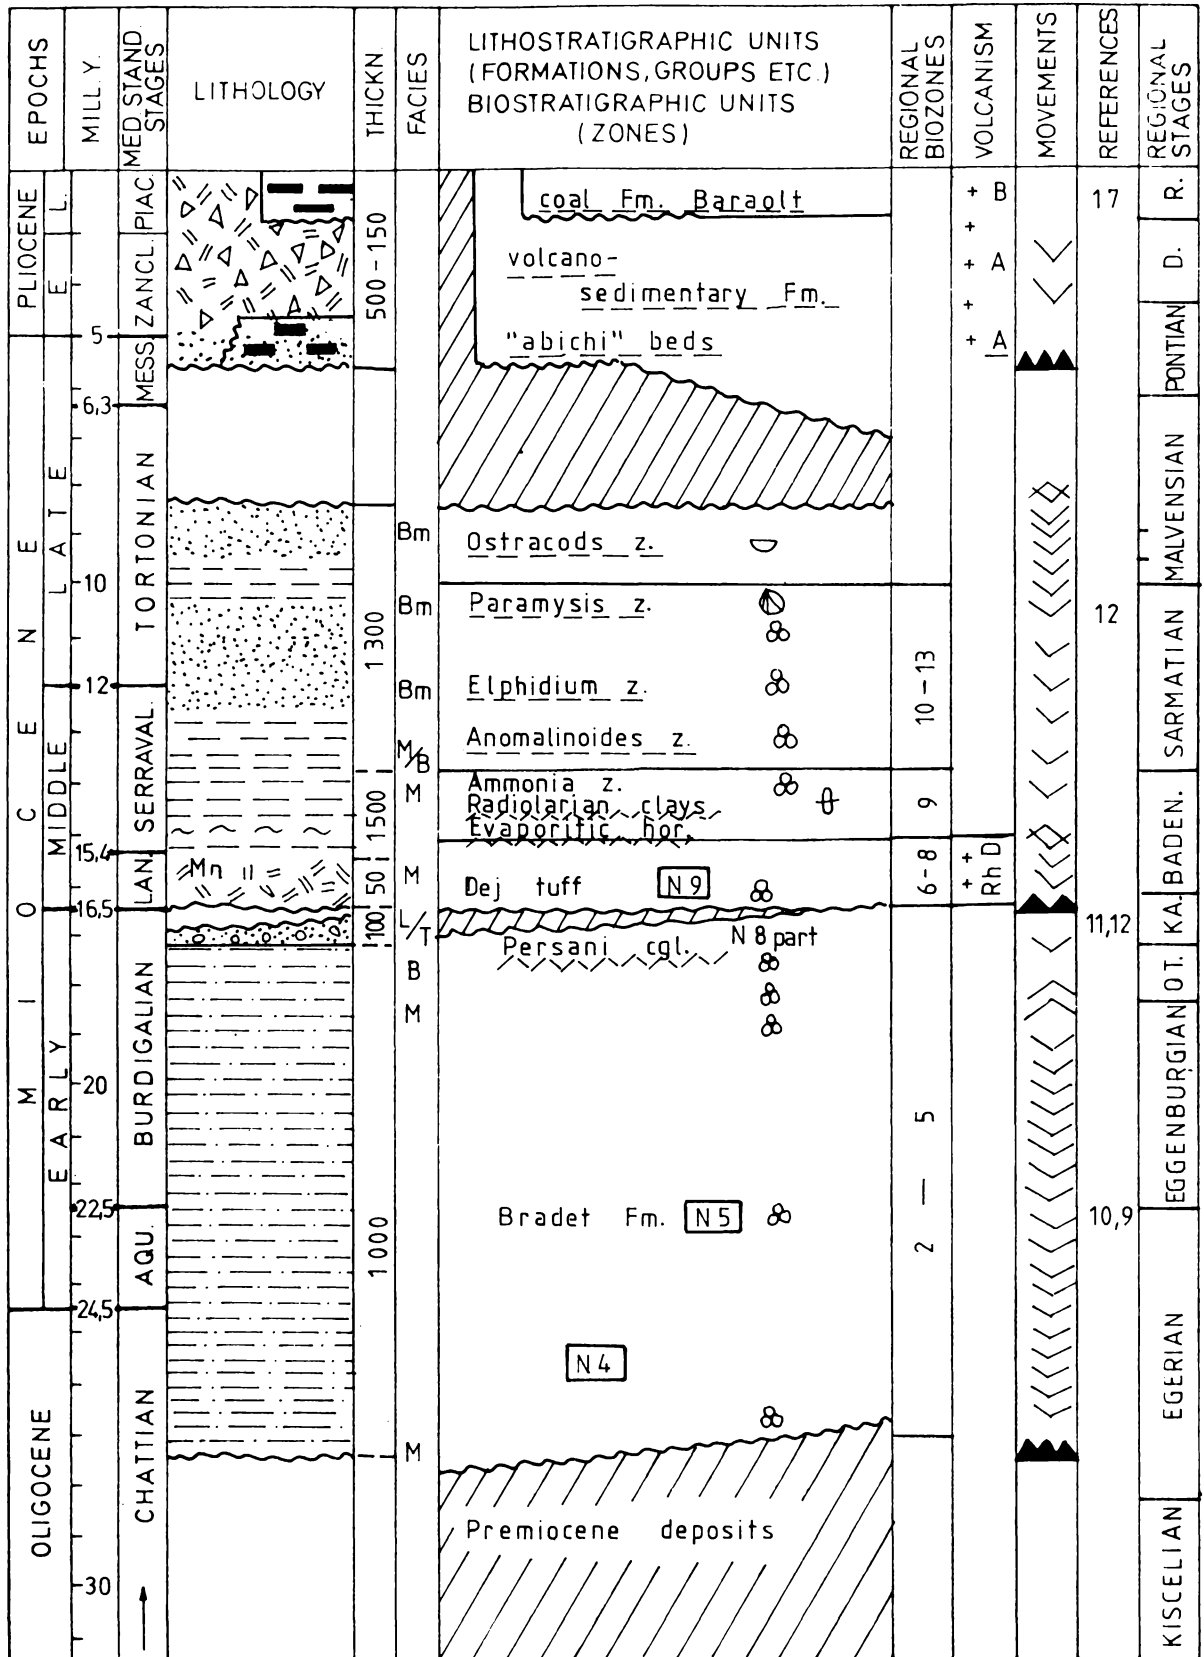 EPOCHS
MILL.Y.
MED.STAND
STAGES
LITHOLOGY
THICKN
FACIES
LITHOSTRATIGRAPHIC UNITS
(FORMATIONS, GROUPS ETC.)
BIOSTRATIGRAPHIC UNITS
(ZONES)
REGIONAL
BIOZONES
VOLCANISM
MOVEMENTS
REFERENCES
REGIONAL
STAGES
PLIOCENE
L.
E
MIOCENE
LATE
MIDDLE
EARLY
OLIGOCENE
5
6,3
10
12
15,4
16,5
20
22,5
24,5
30
PIAC.
ZANCL.
MESS.
TORTONIAN
SERRAVAL.
LAN.
BURDIGALIAN
AQU.
CHATTIAN
Mn
500-150
1300
1500
50
100
1000
Bm
Bm
Bm
M/B
M
M
L/T
B
M
M
coal Fm. Baraolt
volcano-
sedimentary Fm.
"abichi" beds
Ostracods z.
Paramysis z.
Elphidium z.
Anomalinoides z.
Ammonia z.
Radiolarian clays
Evaporitic hor.
Dej tuff N9
N 8 part
Persani cgl.
Bradet Fm. N5
N4
Premiocene deposits
10-13
9
6-8
2 — 5
+ B
+
+ A
+
+ A
+ D
+ Rh
17
12
11,12
10,9
R.
D.
PONTIAN
MALVENSIAN
SARMATIAN
BADEN.
KA.
OT.
EGGENBURGIAN
EGERIAN
KISCELIAN